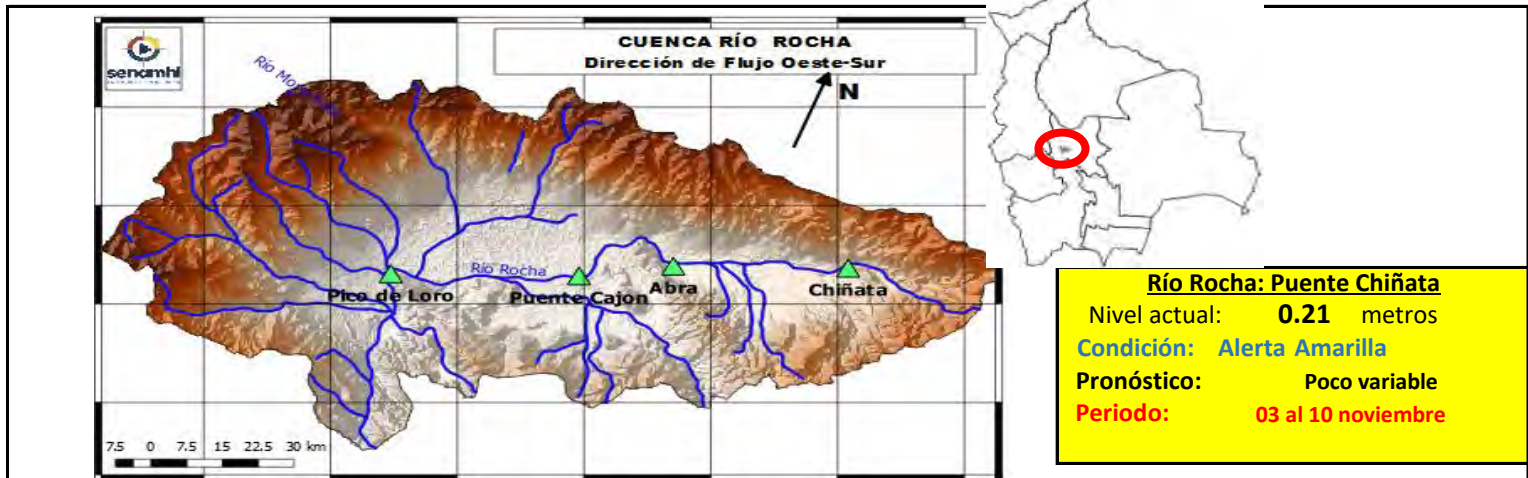 senamhi
CUENCA RÍO ROCHA
Dirección de Flujo Oeste-Sur
N
Río Rocha
Pico de Loro
Puente Cajon
Abra
Chiñata
7.5 0 7.5 15 22.5 30 km
Río Rocha: Puente Chiñata
Nivel actual: 0.21 metros
Condición: Alerta Amarilla
Pronóstico: Poco variable
Periodo: 03 al 10 noviembre